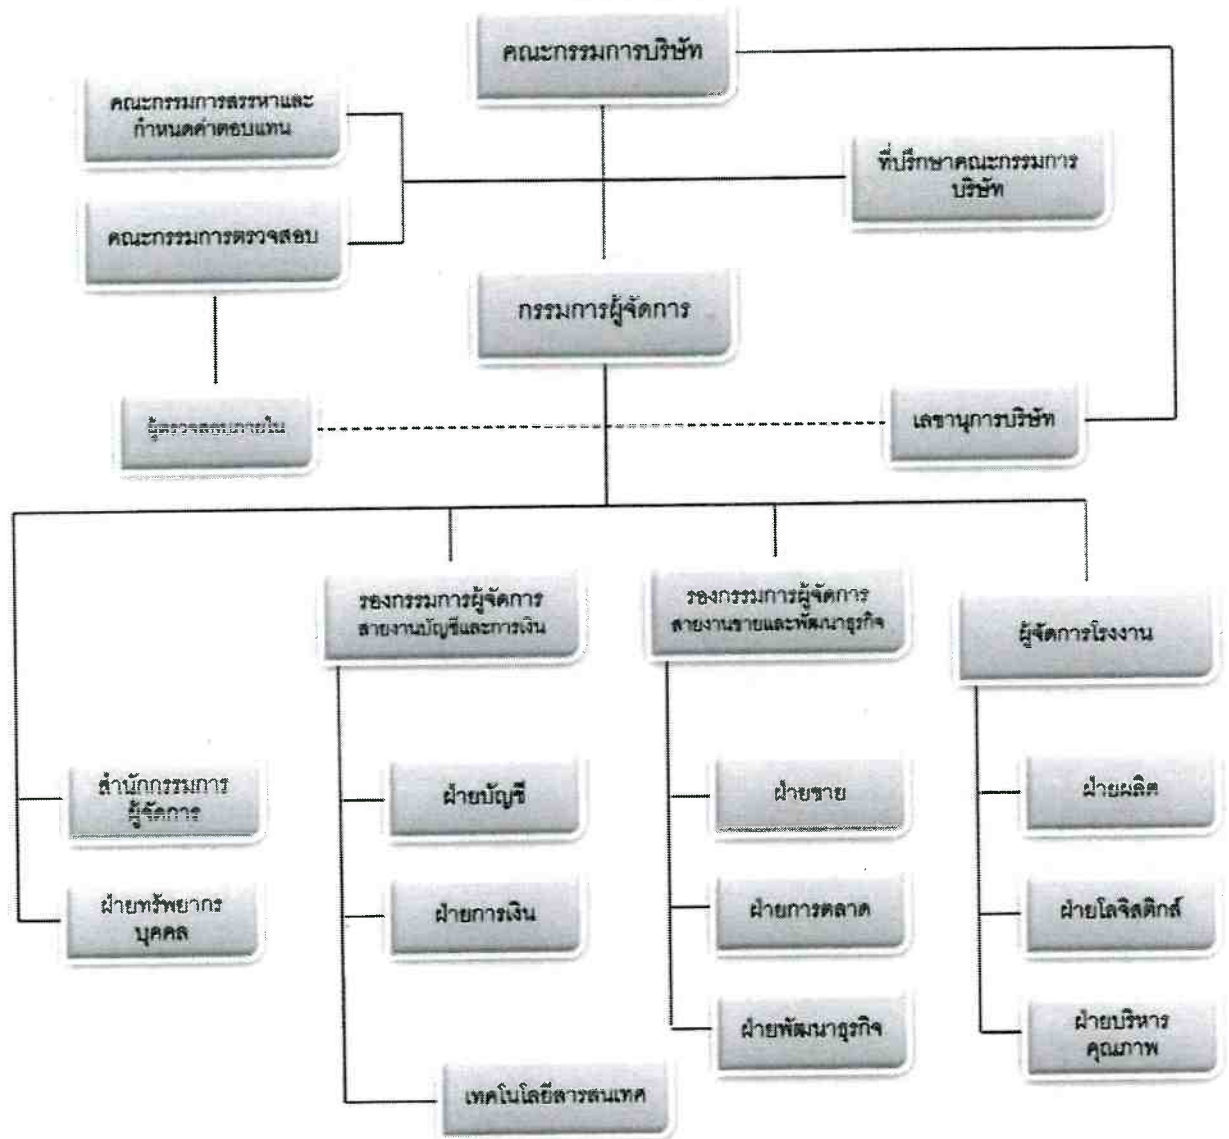 คณะกรรมการบริษัท
คณะกรรมการสรรหาและ
กำหนดค่าตอบแทน
ที่ปรึกษาคณะกรรมการ
บริษัท
คณะกรรมการตรวจสอบ
กรรมการผู้จัดการ
ผู้ตรวจสอบภายใน
เลขานุการบริษัท
รองกรรมการผู้จัดการ
สายงานบัญชีและการเงิน
รองกรรมการผู้จัดการ
สายงานขายและพัฒนาธุรกิจ
ผู้จัดการโรงงาน
สำนักกรรมการ
ผู้จัดการ
ฝ่ายบัญชี
ฝ่ายขาย
ฝ่ายผลิต
ฝ่ายทรัพยากร
บุคคล
ฝ่ายการเงิน
ฝ่ายการตลาด
ฝ่ายโลจิสติกส์
ฝ่ายพัฒนาธุรกิจ
ฝ่ายบริหาร
คุณภาพ
เทคโนโลยีสารสนเทศ